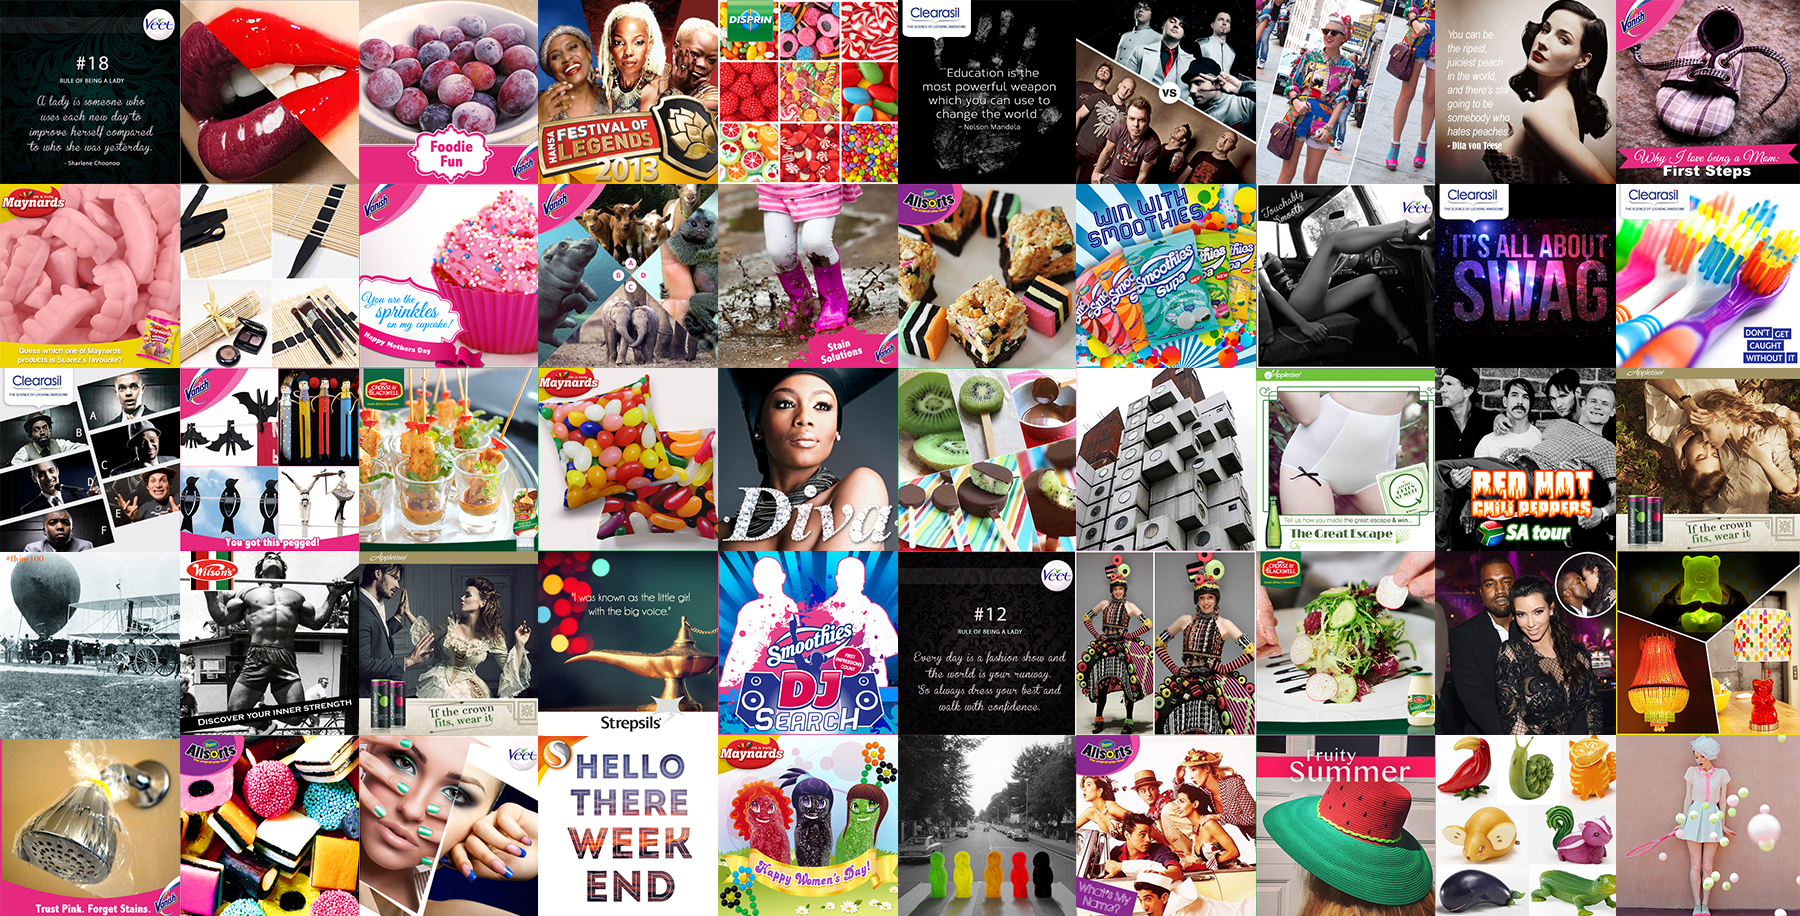 Veet
#18
RULE OF BEING A LADY
A lady is someone who
uses each new day to
improve herself compared
to who she was yesterday.
- Sharlene Choonoo
Foodie
Fun
Vanish
HANSA
FESTIVAL OF
LEGENDS
2013
DISPRIN
Clearasil
THE SCIENCE OF LOOKING AWESOME
"Education is the
most powerful weapon
which you can use to
change the world."
- Nelson Mandela
VS
You can be
the ripest,
juiciest peach
in the world,
and there's still
going to be
somebody who
hates peaches.
- Dita von Teese
Vanish
Why I love being a Mom:
First Steps
Maynards
Guess which one of Maynards
products is Suarez's favourite?
Vanish
You are the
sprinkles
on my cupcake!
Happy Mothers Day
Vanish
A
B
D
C
Stain
Solutions
Vanish
Allsorts
WIN WITH
SMOOTHIES
Smoothies
Supa
Touchably
Smooth
Veet
Clearasil
THE SCIENCE OF LOOKING AWESOME
IT'S ALL ABOUT
SWAG
Clearasil
THE SCIENCE OF LOOKING AWESOME
DON'T GET
CAUGHT
WITHOUT IT
Clearasil
THE SCIENCE OF LOOKING AWESOME
A
B
C
D
E
F
Vanish
You got this pegged!
CROSSE &
BLACKWELL
Maynards
Diva
Appletiser
Tell us how you made the great escape & win...
The Great Escape
RED HOT
CHILI PEPPERS
SA tour
Appletiser
If the crown
fits, wear it
#flying100
Wilson's
DISCOVER YOUR INNER STRENGTH
Appletiser
If the crown
fits, wear it
"I was known as the little girl
with the big voice."
Strepsils
Smoothies
FIRST
IMPRESSIONS
COUNT
DJ
SEARCH
Veet
#12
RULE OF BEING A LADY
Every day is a fashion show and
the world is your runway.
So always dress your best and
walk with confidence.
CROSSE &
BLACKWELL
Trust Pink. Forget Stains.
Vanish
Allsorts
Veet
HELLO
THERE
WEEK
END
Maynards
Happy Women's Day!
Allsorts
What's My
Name?
Fruity
Summer